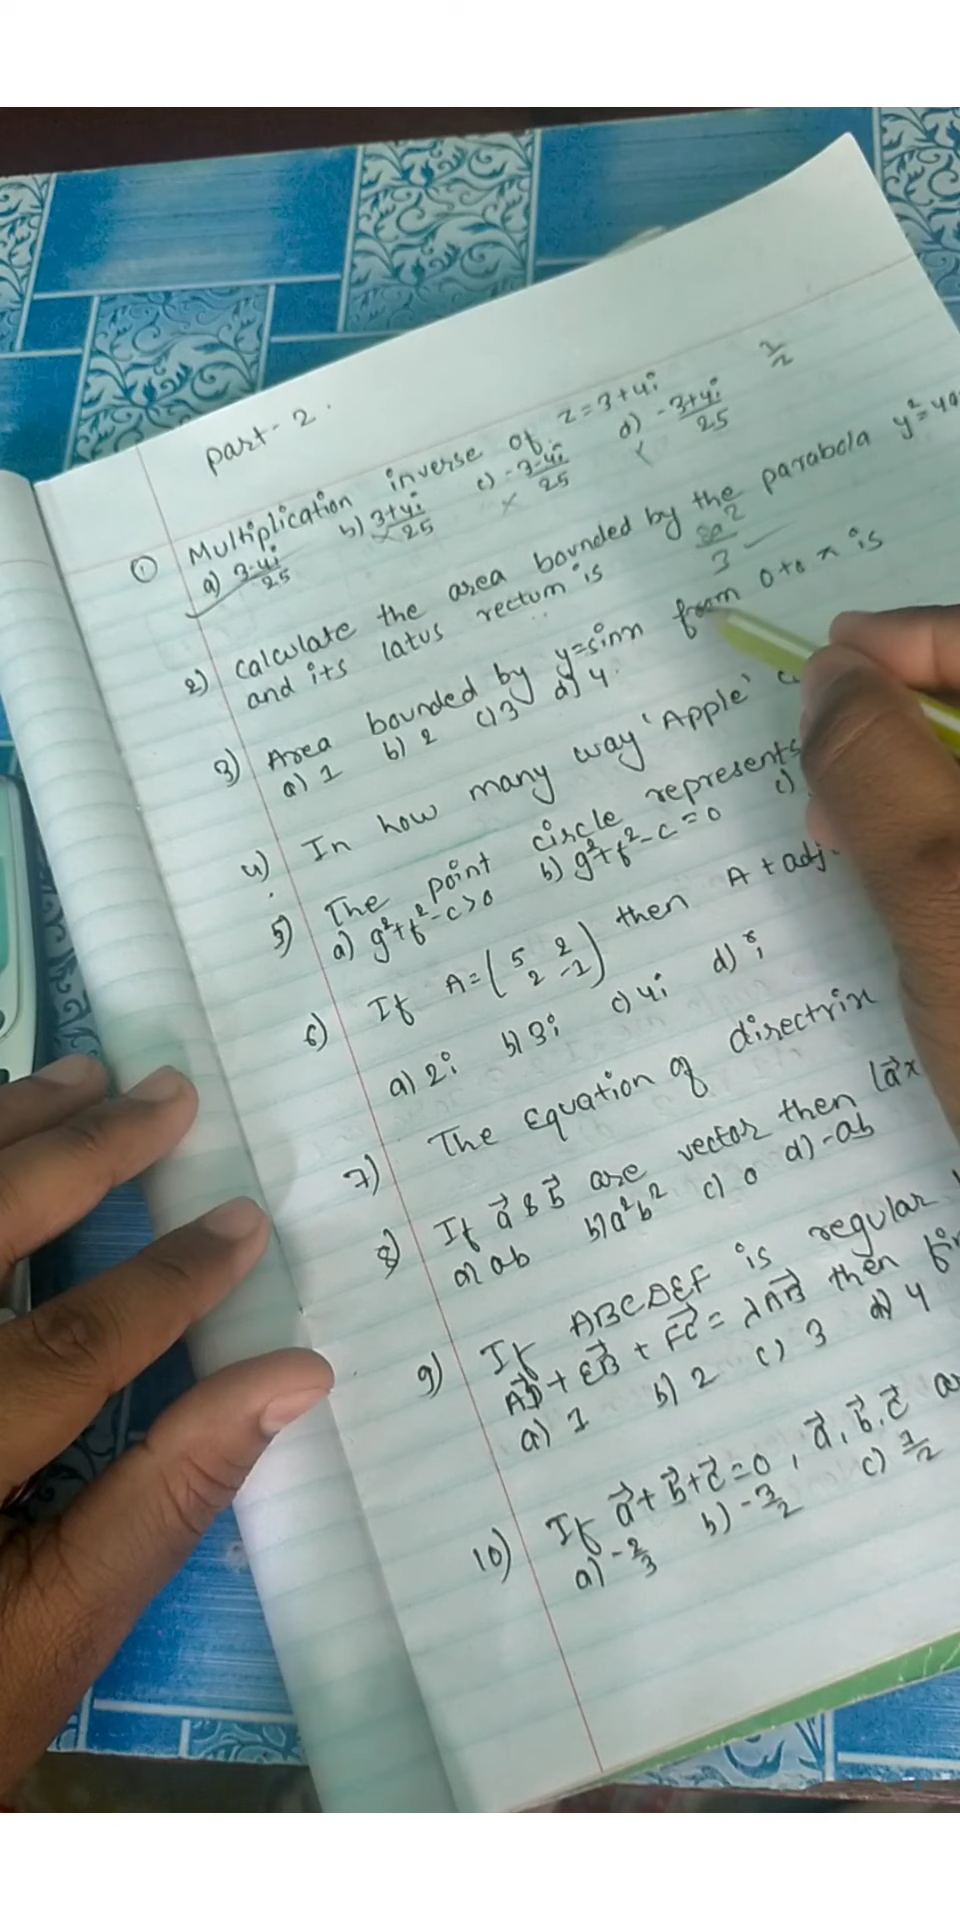 part-2.
① Multiplication inverse of z=3+4i
a) 3-4i/25 b) 3+4i/25 c) -3-4i/25 d) -3+4i/25 1/2
2) Calculate the area bounded by the parabola y²=4a
and its latus rectum is 8a²/3
3) Area bounded by y=sinx from 0 to π is
a) 1 b) 2 c) 3 d) 4.
4) In how many way 'Apple'
5) The point circle represents
a) g²+f²-c>0 b) g²+f²-c=0 c)
6) If A=(5 2
2 -1) then A+adj.
a) 2i b) 3i c) 4i d)
7) The Equation of directrix
8) If a⃗ & b⃗ are vector then (a⃗x
a) ab b) a²b² c) 0 d) -ab
9) If ABCDEF is regular
AD⃗+EB⃗+FC⃗=λAB⃗ then
a) 1 b) 2 c) 3 d) 4
10) If a⃗+b⃗+c⃗=0, a⃗,b⃗,c⃗
a) -2/3 b) -3/2 c) 1/2